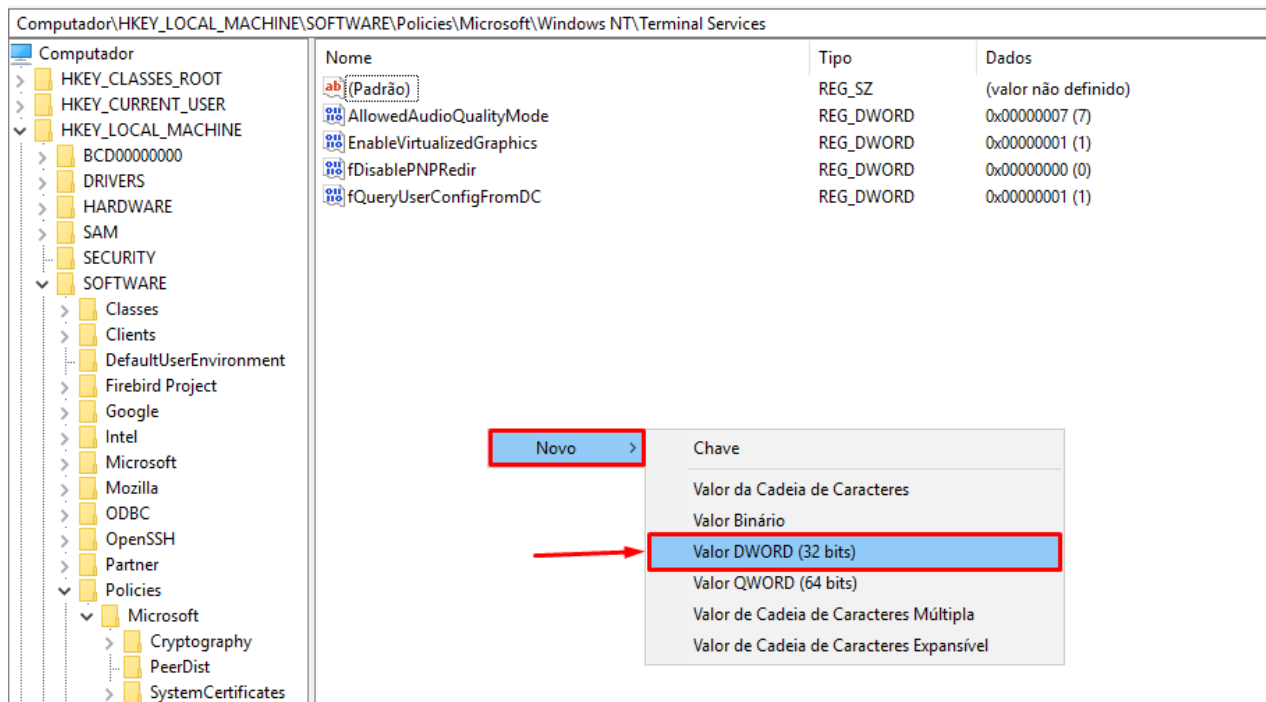 Computador\HKEY_LOCAL_MACHINE\SOFTWARE\Policies\Microsoft\Windows NT\Terminal Services
Computador
HKEY_CLASSES_ROOT
HKEY_CURRENT_USER
HKEY_LOCAL_MACHINE
BCD00000000
DRIVERS
HARDWARE
SAM
SECURITY
SOFTWARE
Classes
Clients
DefaultUserEnvironment
Firebird Project
Google
Intel
Microsoft
Mozilla
ODBC
OpenSSH
Partner
Policies
Microsoft
Cryptography
PeerDist
SystemCertificates
Nome Tipo Dados
ab (Padrão) REG_SZ (valor não definido)
AllowedAudioQualityMode REG_DWORD 0x00000007 (7)
EnableVirtualizedGraphics REG_DWORD 0x00000001 (1)
fDisablePNPRedir REG_DWORD 0x00000000 (0)
fQueryUserConfigFromDC REG_DWORD 0x00000001 (1)
Novo
Chave
Valor da Cadeia de Caracteres
Valor Binário
Valor DWORD (32 bits)
Valor QWORD (64 bits)
Valor de Cadeia de Caracteres Múltipla
Valor de Cadeia de Caracteres Expansível